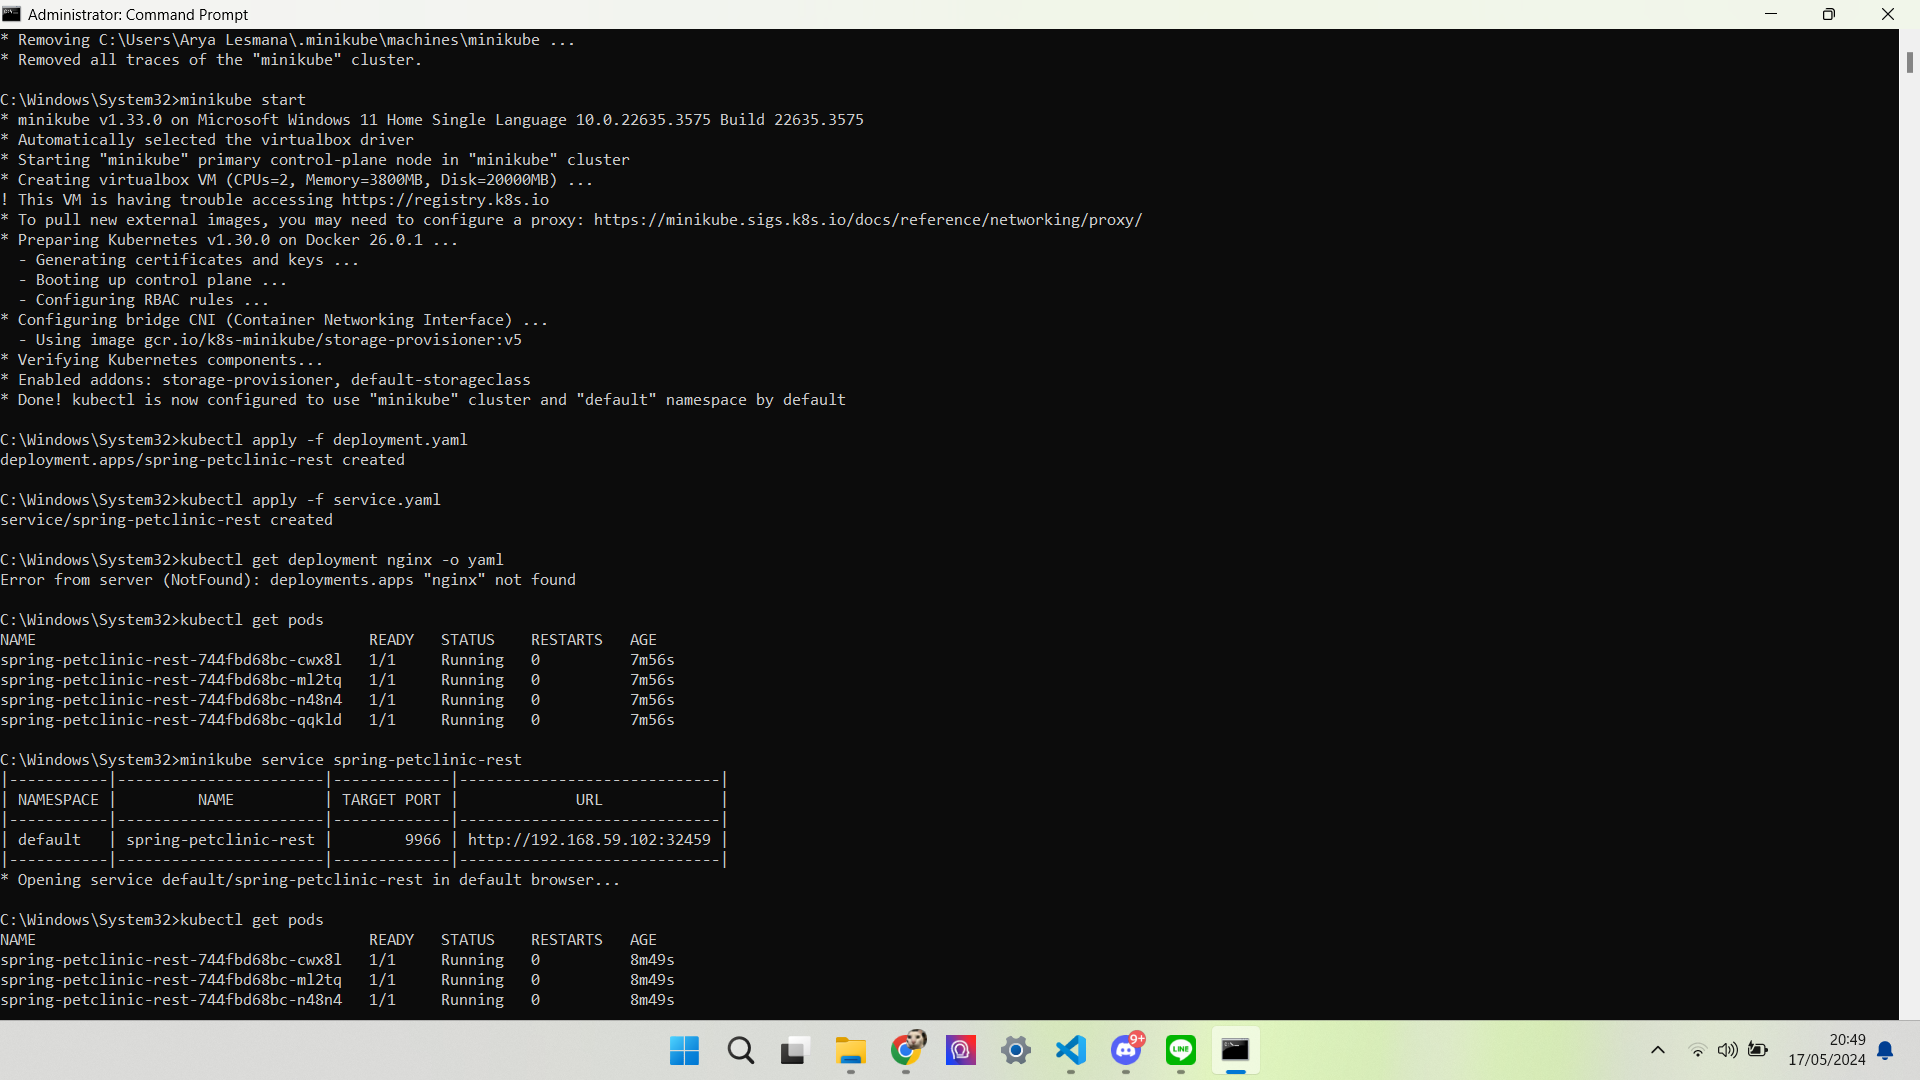 Administrator: Command Prompt
* Removing C:\Users\Arya Lesmana\.minikube\machines\minikube ...
* Removed all traces of the "minikube" cluster.
C:\Windows\System32>minikube start
* minikube v1.33.0 on Microsoft Windows 11 Home Single Language 10.0.22635.3575 Build 22635.3575
* Automatically selected the virtualbox driver
* Starting "minikube" primary control-plane node in "minikube" cluster
* Creating virtualbox VM (CPUs=2, Memory=3800MB, Disk=20000MB) ...
! This VM is having trouble accessing https://registry.k8s.io
* To pull new external images, you may need to configure a proxy: https://minikube.sigs.k8s.io/docs/reference/networking/proxy/
* Preparing Kubernetes v1.30.0 on Docker 26.0.1 ...
  - Generating certificates and keys ...
  - Booting up control plane ...
  - Configuring RBAC rules ...
* Configuring bridge CNI (Container Networking Interface) ...
  - Using image gcr.io/k8s-minikube/storage-provisioner:v5
* Verifying Kubernetes components...
* Enabled addons: storage-provisioner, default-storageclass
* Done! kubectl is now configured to use "minikube" cluster and "default" namespace by default
C:\Windows\System32>kubectl apply -f deployment.yaml
deployment.apps/spring-petclinic-rest created
C:\Windows\System32>kubectl apply -f service.yaml
service/spring-petclinic-rest created
C:\Windows\System32>kubectl get deployment nginx -o yaml
Error from server (NotFound): deployments.apps "nginx" not found
C:\Windows\System32>kubectl get pods
NAME                                     READY   STATUS    RESTARTS   AGE
spring-petclinic-rest-744fbd68bc-cwx8l   1/1     Running   0          7m56s
spring-petclinic-rest-744fbd68bc-ml2tq   1/1     Running   0          7m56s
spring-petclinic-rest-744fbd68bc-n48n4   1/1     Running   0          7m56s
spring-petclinic-rest-744fbd68bc-qqkld   1/1     Running   0          7m56s
C:\Windows\System32>minikube service spring-petclinic-rest
|-----------|-----------------------|-------------|-----------------------------|
| NAMESPACE |         NAME          | TARGET PORT |             URL             |
|-----------|-----------------------|-------------|-----------------------------|
| default   | spring-petclinic-rest |        9966 | http://192.168.59.102:32459 |
|-----------|-----------------------|-------------|-----------------------------|
* Opening service default/spring-petclinic-rest in default browser...
C:\Windows\System32>kubectl get pods
NAME                                     READY   STATUS    RESTARTS   AGE
spring-petclinic-rest-744fbd68bc-cwx8l   1/1     Running   0          8m49s
spring-petclinic-rest-744fbd68bc-ml2tq   1/1     Running   0          8m49s
spring-petclinic-rest-744fbd68bc-n48n4   1/1     Running   0          8m49s
9+
LINE
20:49
17/05/2024